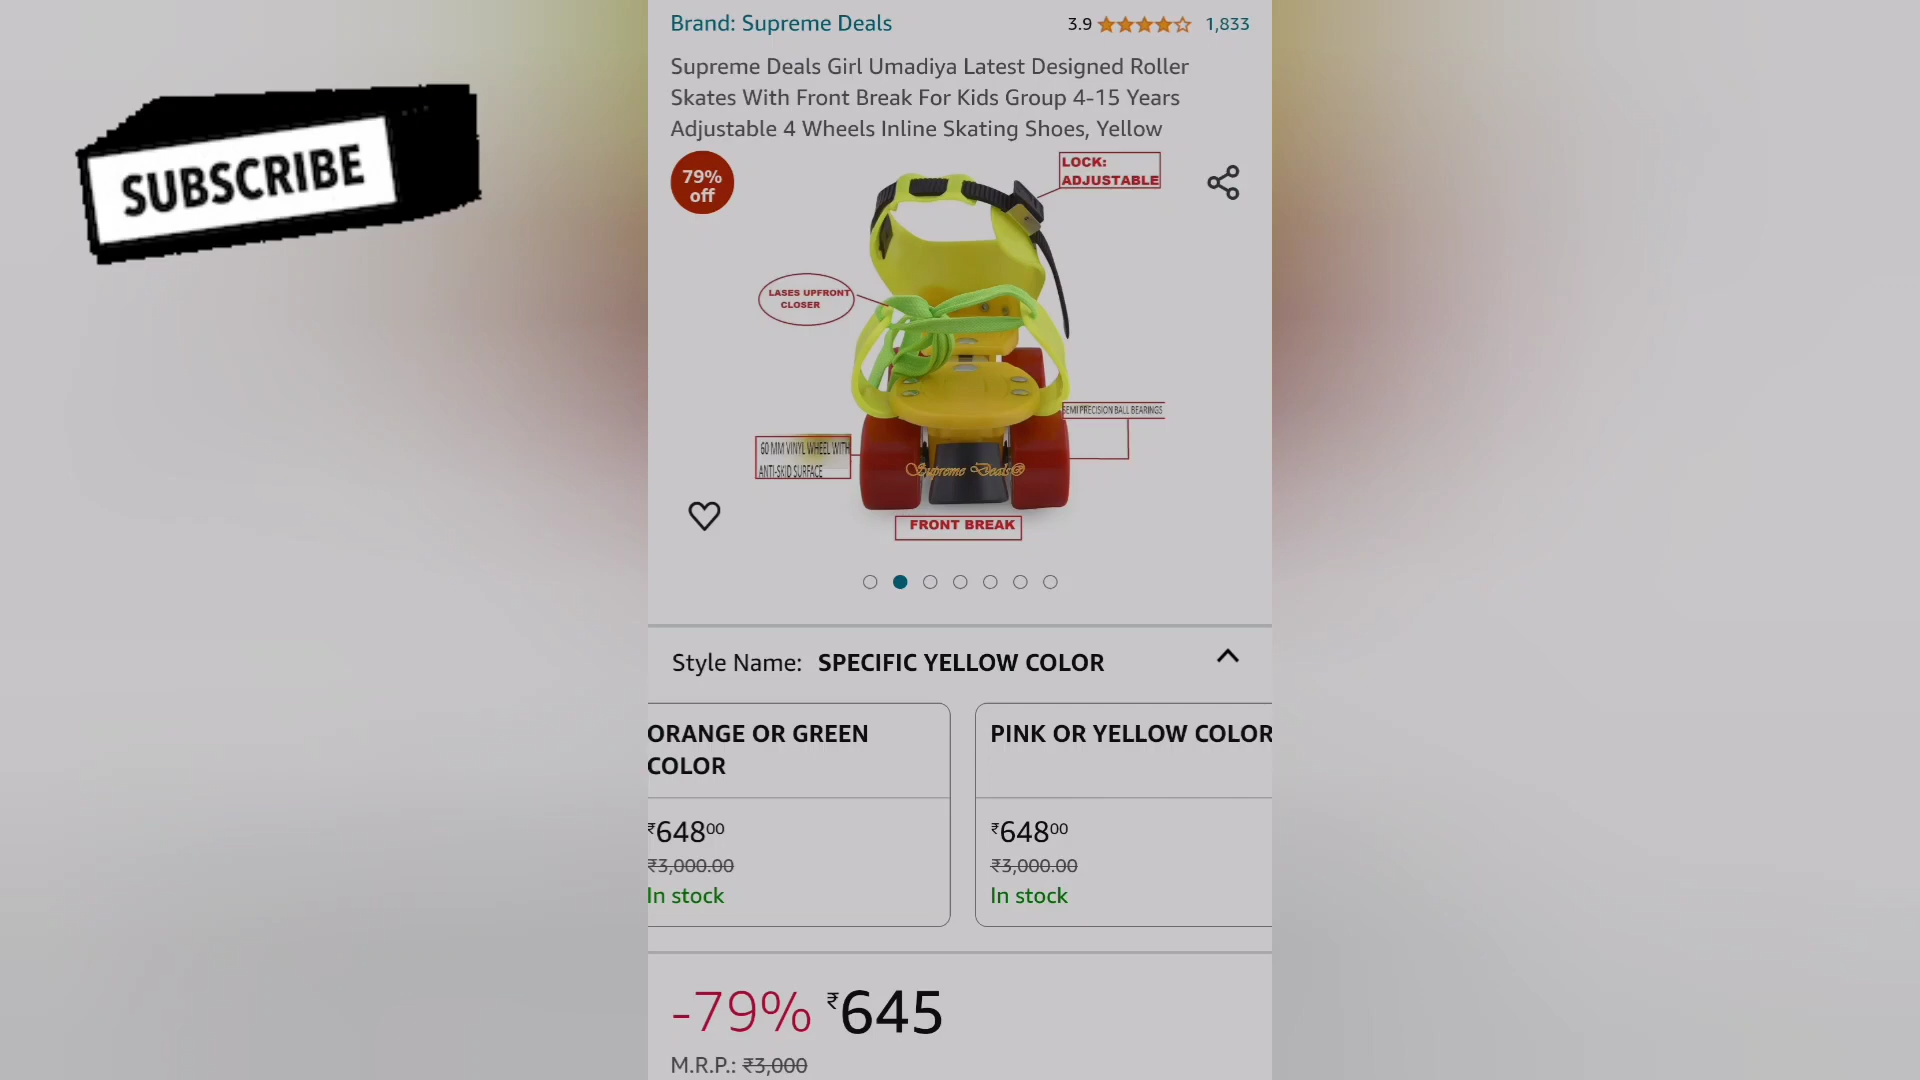 SUBSCRIBE
Brand: Supreme Deals
3.9 1,833
Supreme Deals Girl Umadiya Latest Designed Roller
Skates With Front Break For Kids Group 4-15 Years
Adjustable 4 Wheels Inline Skating Shoes, Yellow
79%
off
LOCK:
ADJUSTABLE
LASES UPFRONT
CLOSER
SEMI PRECISION BALL BEARINGS
60 MM VINYL WHEEL WITH
ANTI-SKID SURFACE
Supreme Deals®
FRONT BREAK
Style Name: SPECIFIC YELLOW COLOR
ORANGE OR GREEN
COLOR
₹64800
₹3,000.00
In stock
PINK OR YELLOW COLOR
₹64800
₹3,000.00
In stock
-79% ₹645
M.R.P.: ₹3,000